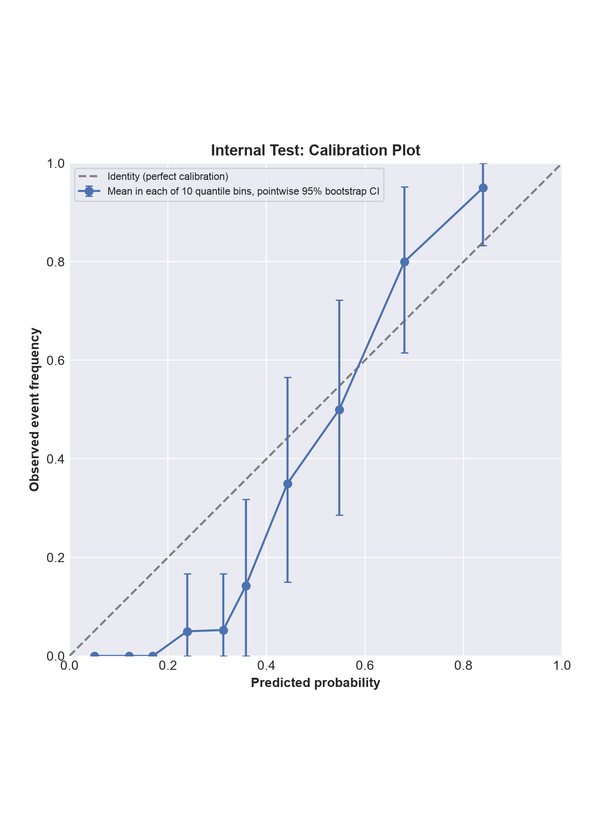 Internal Test: Calibration Plot
Identity (perfect calibration)
Mean in each of 10 quantile bins, pointwise 95% bootstrap CI
1.0
0.8
0.6
0.4
0.2
0.0
Observed event frequency
0.0 0.2 0.4 0.6 0.8 1.0
Predicted probability